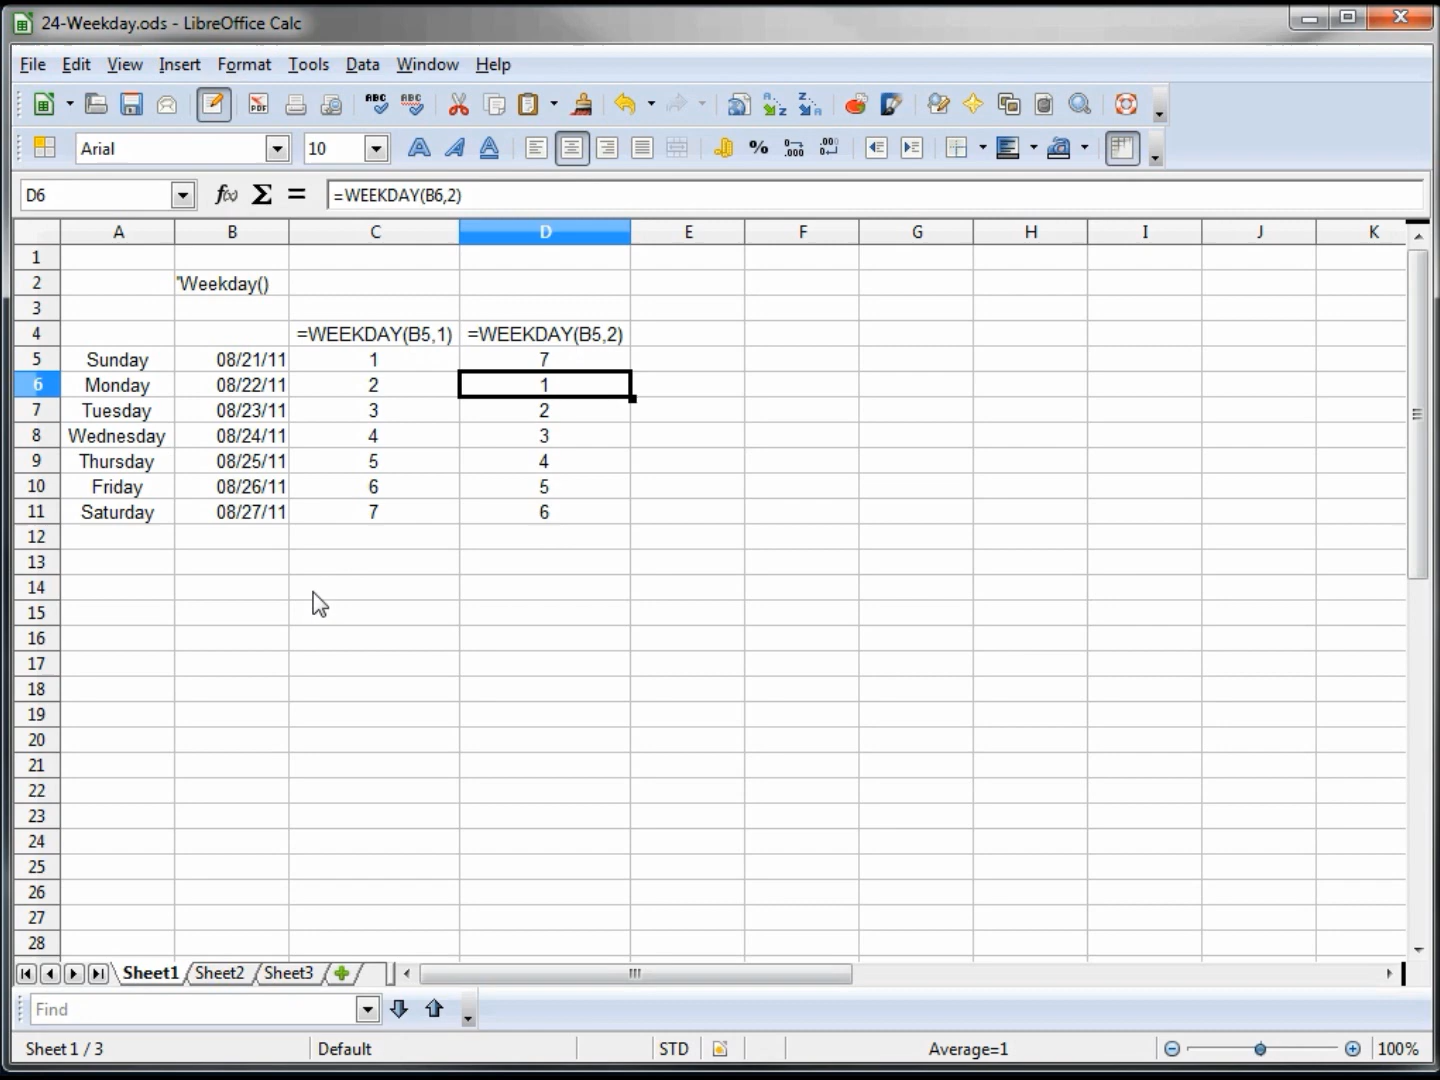 24-Weekday.ods - LibreOffice Calc
File Edit View Insert Format Tools Data Window Help
Arial 10
D6 f(x) Σ = =WEEKDAY(B6,2)
A B C D E F G H I J K
1
2 "Weekday()
3
4 =WEEKDAY(B5,1) =WEEKDAY(B5,2)
5 Sunday 08/21/11 1 7
6 Monday 08/22/11 2 1
7 Tuesday 08/23/11 3 2
8 Wednesday 08/24/11 4 3
9 Thursday 08/25/11 5 4
10 Friday 08/26/11 6 5
11 Saturday 08/27/11 7 6
12
13
14
15
16
17
18
19
20
21
22
23
24
25
26
27
28
Sheet1 Sheet2 Sheet3
Find
Sheet 1 / 3 Default STD Average=1 100%